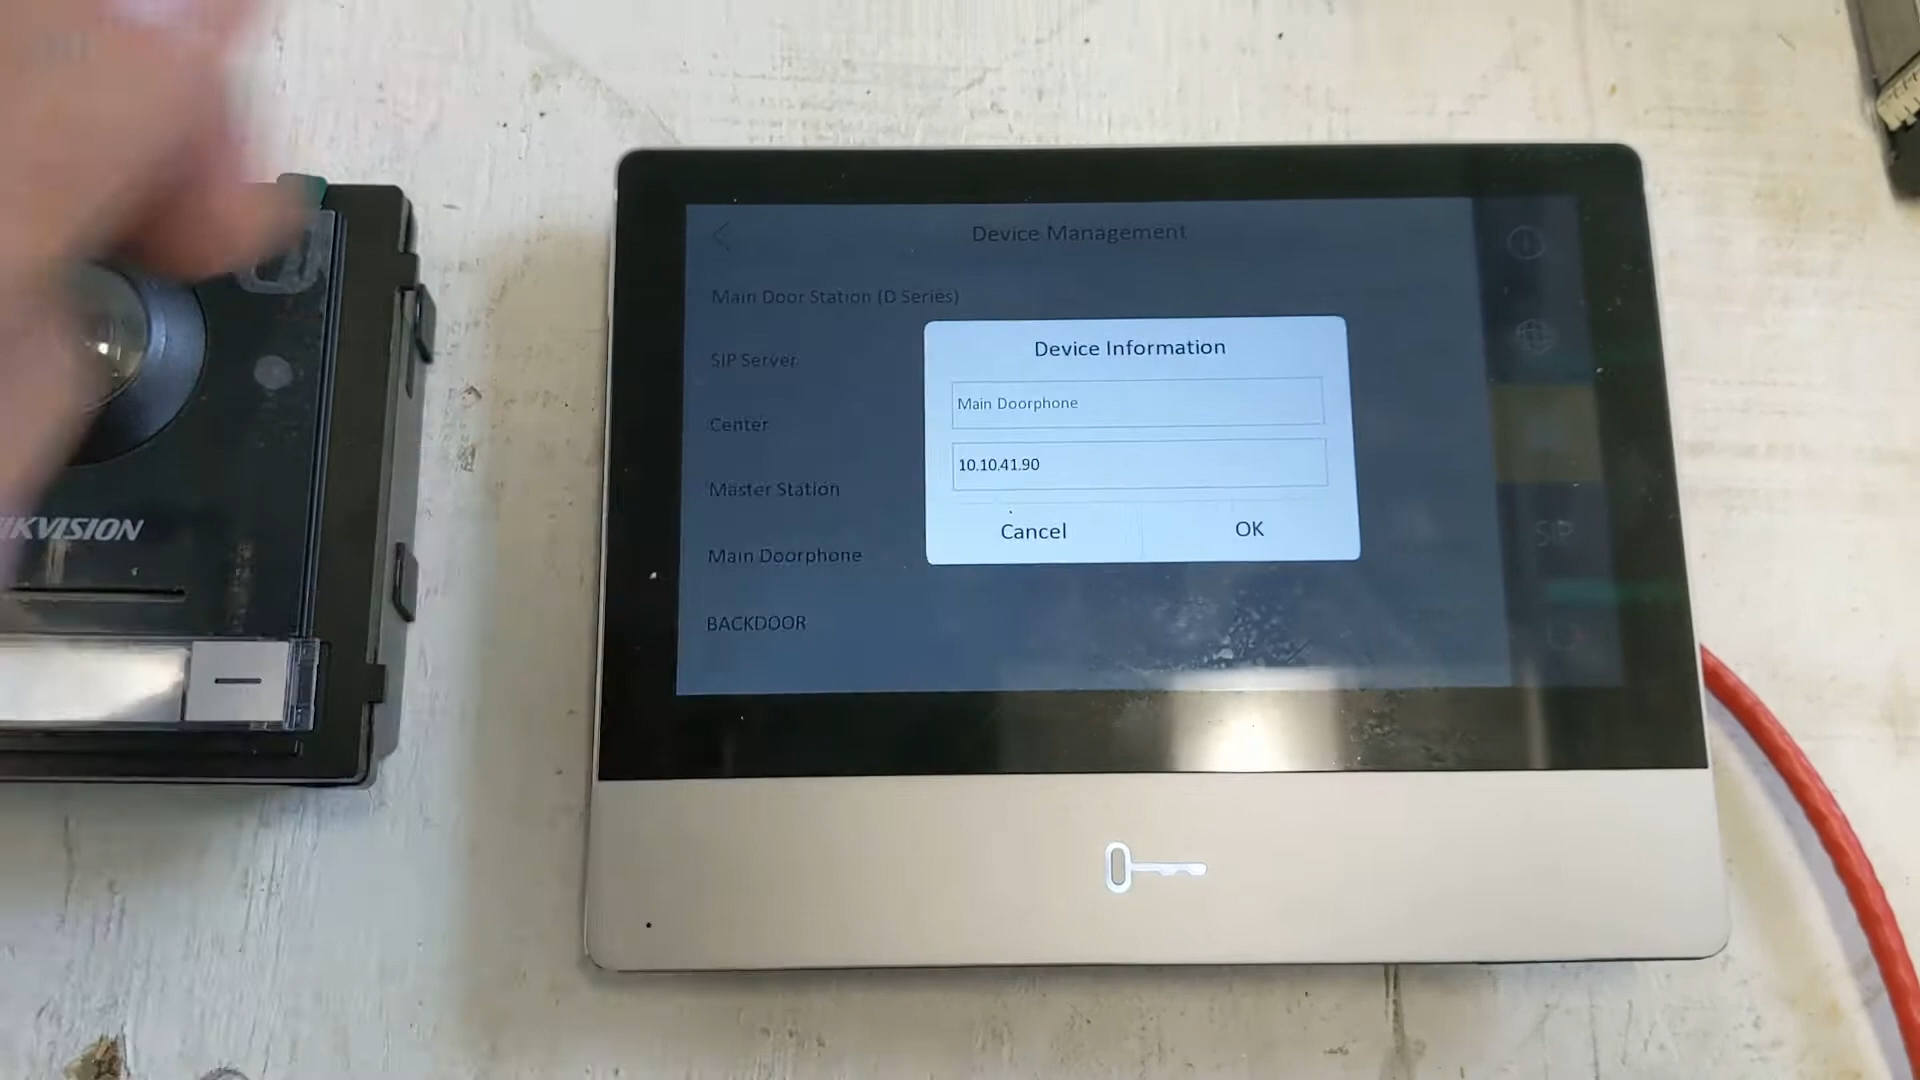 Device Management
Main Door Station (D Series)
SIP Server
Center
Master Station
Main Doorphone
BACKDOOR
Device Information
Main Doorphone
10.10.41.90
Cancel
OK
SIP
IKVISION